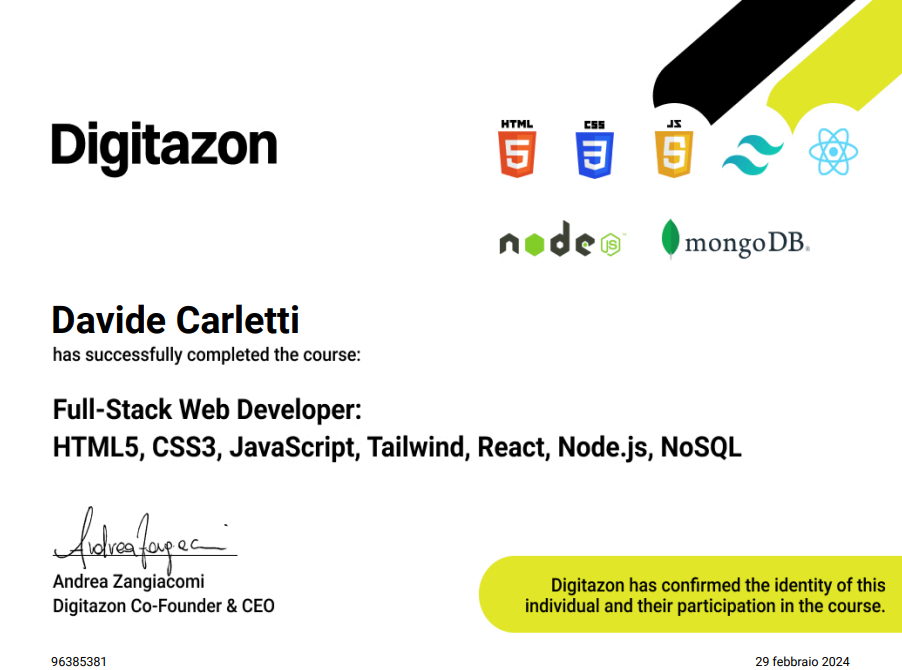 Digitazon
HTML CSS JS
5 3 S
node JS ™
mongoDB®
Davide Carletti
has successfully completed the course:
Full-Stack Web Developer:
HTML5, CSS3, JavaScript, Tailwind, React, Node.js, NoSQL
Andrea Zangiacomi
Andrea Zangiacomi
Digitazon Co-Founder & CEO
Digitazon has confirmed the identity of this
individual and their participation in the course.
96385381
29 febbraio 2024